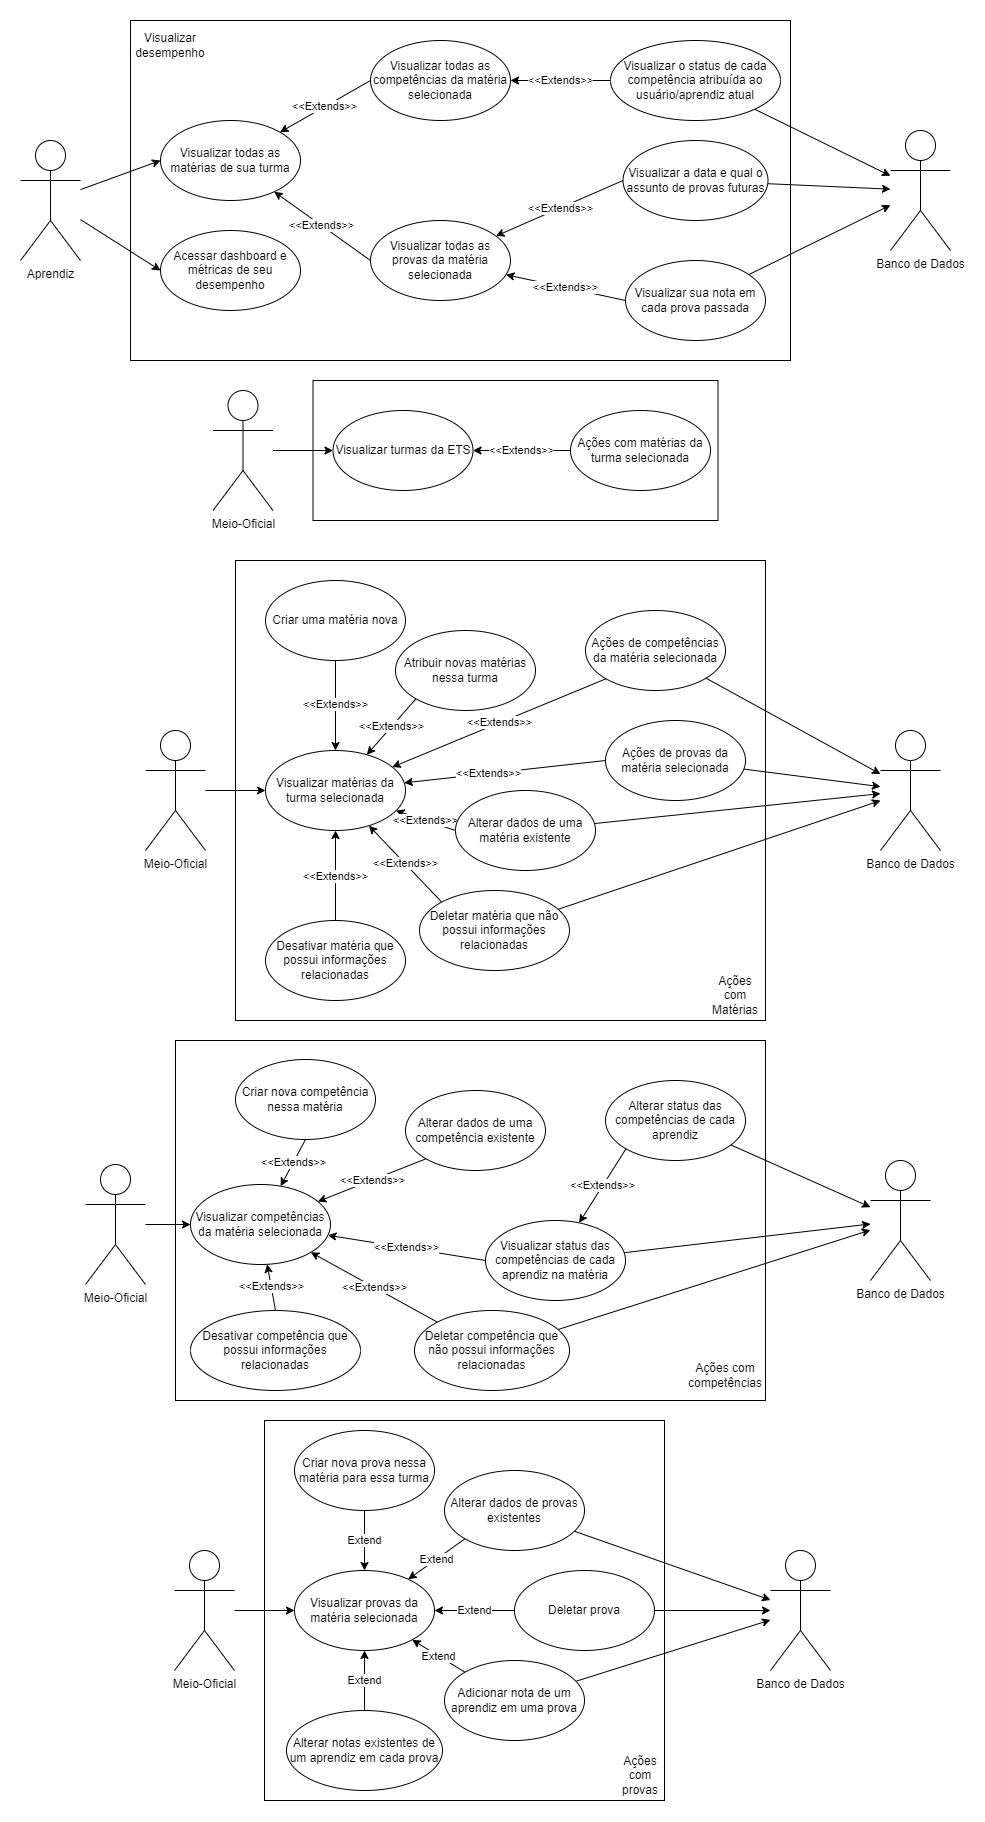 Visualizar
desempenho
Visualizar todas as
competências da matéria
selecionada
<<Extends>>
Visualizar o status de cada
competência atribuída ao
usuário/aprendiz atual
<<Extends>>
Visualizar todas as
matérias de sua turma
Visualizar a data e qual o
assunto de provas futuras
<<Extends>>
<<Extends>>
Acessar dashboard e
métricas de seu
desempenho
Visualizar todas as
provas da matéria
selecionada
<<Extends>>
Visualizar sua nota em
cada prova passada
Aprendiz
Banco de Dados
Visualizar turmas da ETS
<<Extends>>
Ações com matérias da
turma selecionada
Meio-Oficial
Criar uma matéria nova
Atribuir novas matérias
nessa turma
Ações de competências
da matéria selecionada
<<Extends>>
<<Extends>>
<<Extends>>
Ações de provas da
matéria selecionada
<<Extends>>
Visualizar matérias da
turma selecionada
<<Extends>>
Alterar dados de uma
matéria existente
Meio-Oficial
Banco de Dados
<<Extends>>
<<Extends>>
Deletar matéria que não
possui informações
relacionadas
Desativar matéria que
possui informações
relacionadas
Ações
com
Matérias
Criar nova competência
nessa matéria
Alterar dados de uma
competência existente
Alterar status das
competências de cada
aprendiz
<<Extends>>
<<Extends>>
<<Extends>>
Visualizar competências
da matéria selecionada
<<Extends>>
Visualizar status das
competências de cada
aprendiz na matéria
<<Extends>>
<<Extends>>
Meio-Oficial
Banco de Dados
Desativar competência que
possui informações
relacionadas
Deletar competência que
não possui informações
relacionadas
Ações com
competências
Criar nova prova nessa
matéria para essa turma
Alterar dados de provas
existentes
Extend
Extend
Visualizar provas da
matéria selecionada
Extend
Deletar prova
Extend
Extend
Meio-Oficial
Banco de Dados
Adicionar nota de um
aprendiz em uma prova
Alterar notas existentes de
um aprendiz em cada prova
Ações
com
provas